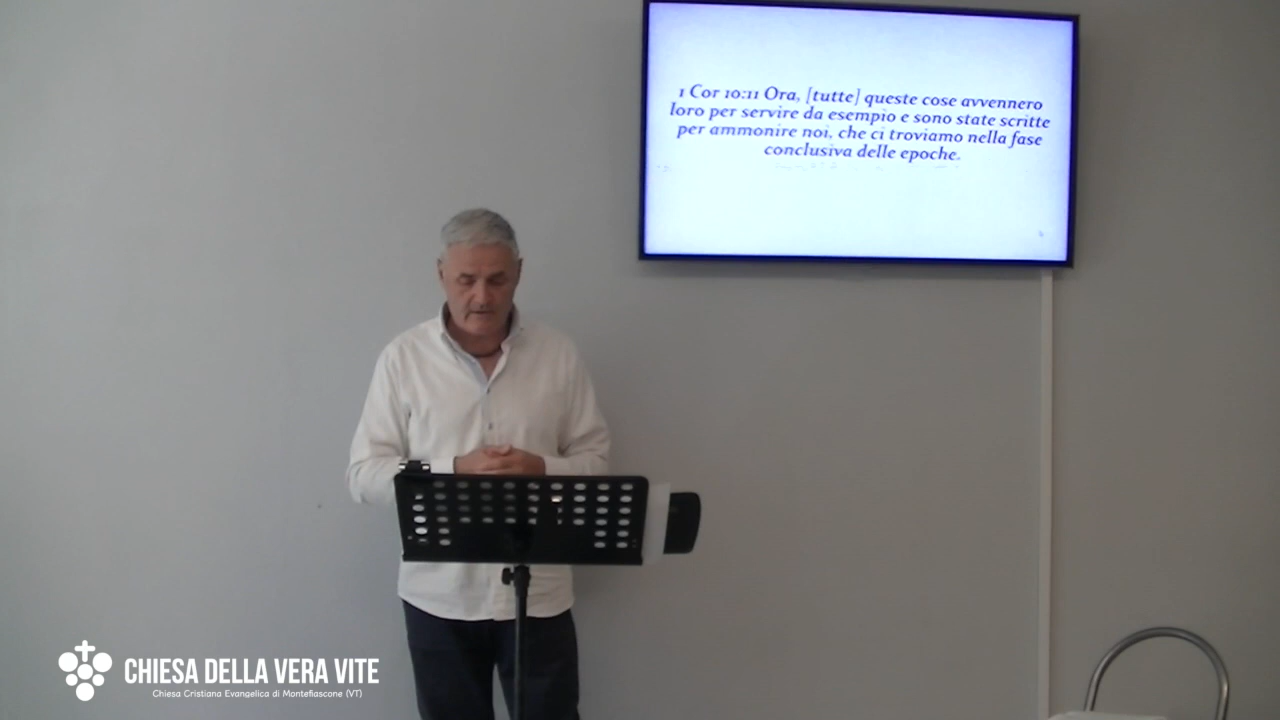 1 Cor 10:11 Ora, [tutte] queste cose avvennero
loro per servire da esempio e sono state scritte
per ammonire noi, che ci troviamo nella fase
conclusiva delle epoche.
CHIESA DELLA VERA VITE
Chiesa Cristiana Evangelica di Montefiascone (VT)